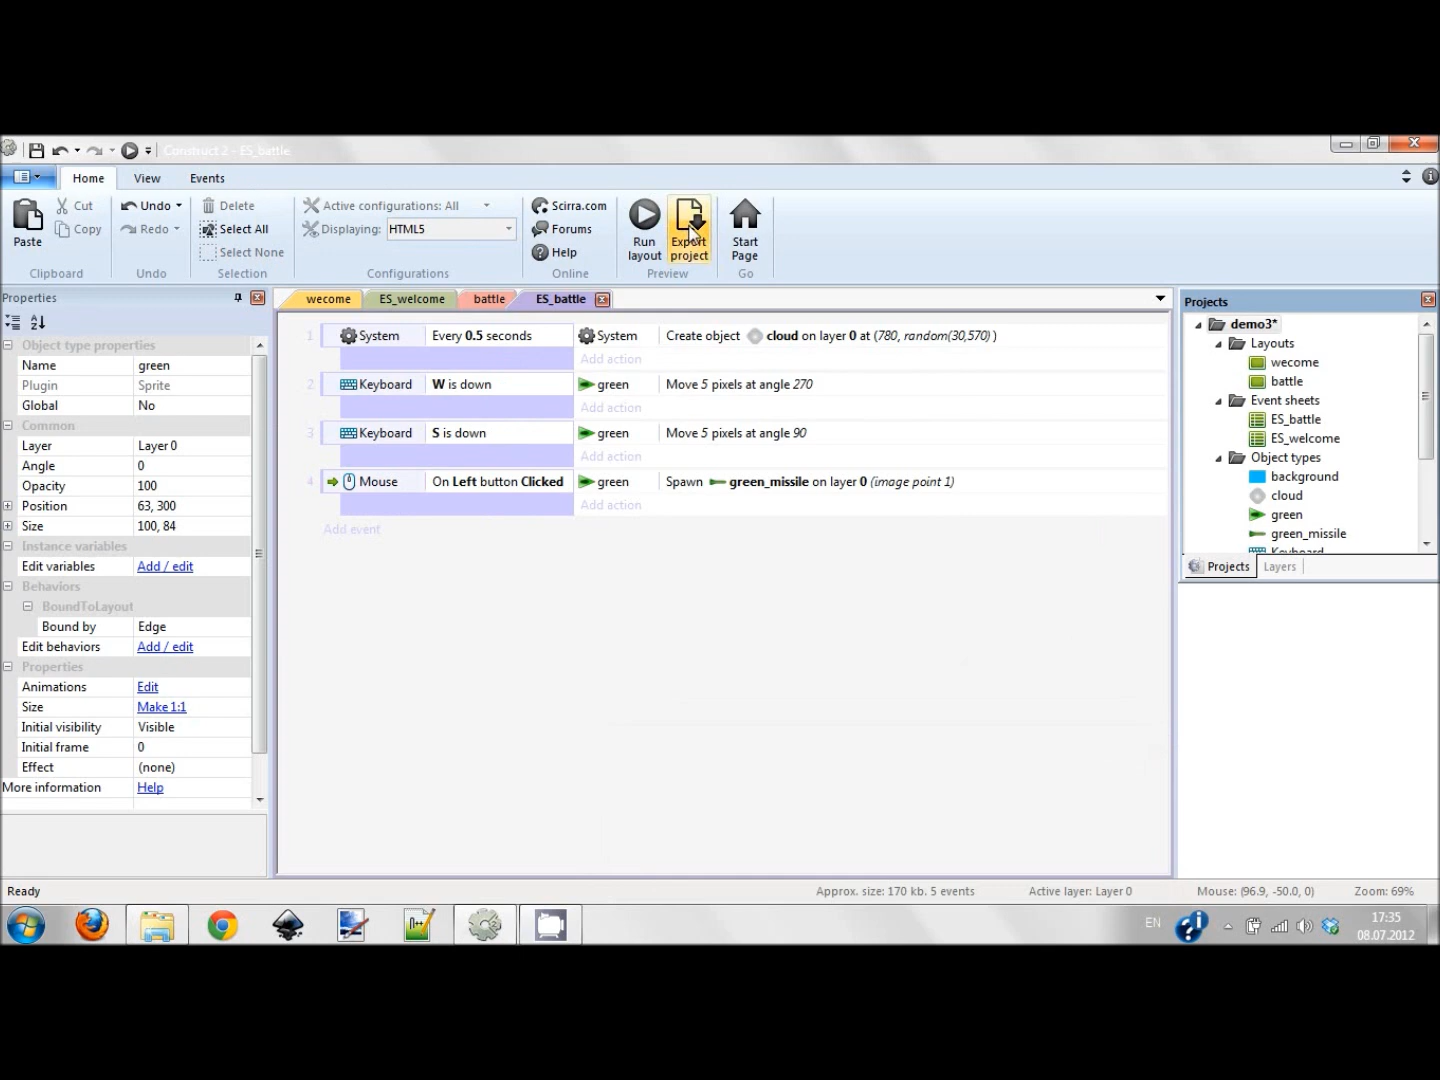 Construct 2 - ES_battle
Home View Events
Paste
Cut
Copy
Clipboard
Undo
Redo
Undo
Delete
Select All
Select None
Selection
Active configurations: All
Displaying: HTML5
Configurations
Scirra.com
Forums
Help
Online
Run layout
Export project
Preview
Start Page
Go
Properties
Object type properties
Name green
Plugin Sprite
Global No
Common
Layer Layer 0
Angle 0
Opacity 100
Position 63, 300
Size 100, 84
Instance variables
Edit variables Add / edit
Behaviors
BoundToLayout
Bound by Edge
Edit behaviors Add / edit
Properties
Animations Edit
Size Make 1:1
Initial visibility Visible
Initial frame 0
Effect (none)
More information Help
wecome ES_welcome battle ES_battle
1 System Every 0.5 seconds System Create object cloud on layer 0 at (780, random(30,570) )
Add action
2 Keyboard W is down green Move 5 pixels at angle 270
Add action
3 Keyboard S is down green Move 5 pixels at angle 90
Add action
4 Mouse On Left button Clicked green Spawn green_missile on layer 0 (image point 1)
Add action
Add event
Projects
demo3*
Layouts
wecome
battle
Event sheets
ES_battle
ES_welcome
Object types
background
cloud
green
green_missile
Keyboard
Projects Layers
Ready Approx. size: 170 kb. 5 events Active layer: Layer 0 Mouse: (96.9, -50.0, 0) Zoom: 69%
EN
17:35
08.07.2012